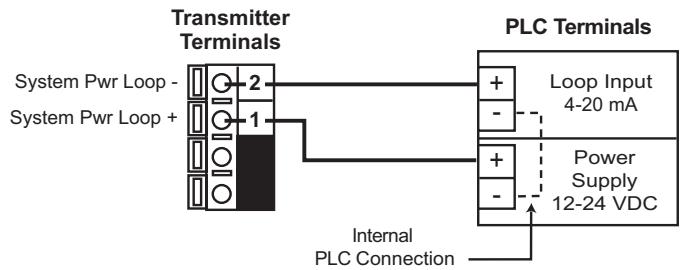 Transmitter
Terminals
PLC Terminals
System Pwr Loop -
2
+
Loop Input
4-20 mA
System Pwr Loop +
1
-
+
Power
Supply
12-24 VDC
-
Internal
PLC Connection